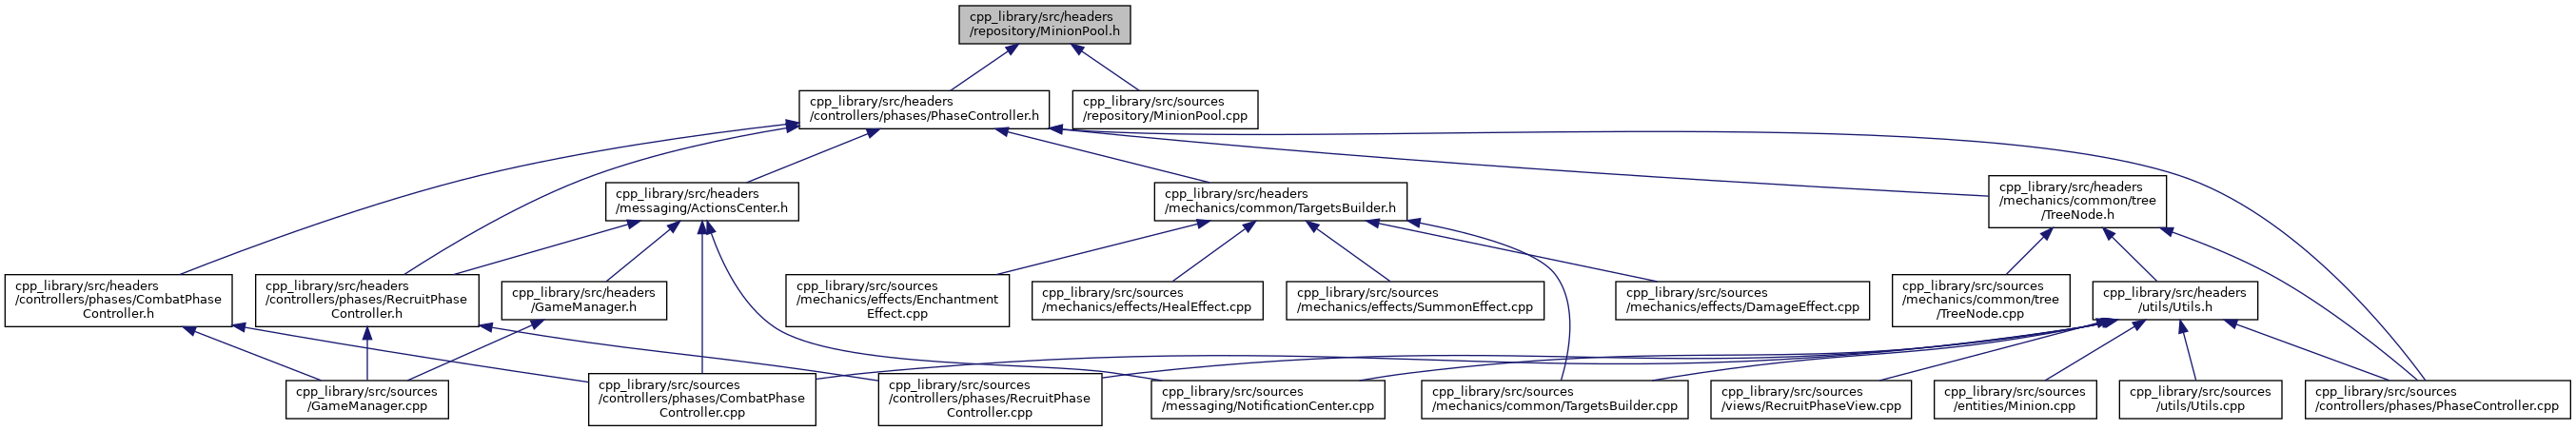 cpp_library/src/headers
/repository/MinionPool.h
cpp_library/src/headers
/controllers/phases/PhaseController.h
cpp_library/src/sources
/repository/MinionPool.cpp
cpp_library/src/headers
/messaging/ActionsCenter.h
cpp_library/src/headers
/mechanics/common/TargetsBuilder.h
cpp_library/src/headers
/mechanics/common/tree
/TreeNode.h
cpp_library/src/headers
/controllers/phases/CombatPhase
Controller.h
cpp_library/src/headers
/controllers/phases/RecruitPhase
Controller.h
cpp_library/src/headers
/GameManager.h
cpp_library/src/sources
/mechanics/effects/Enchantment
Effect.cpp
cpp_library/src/sources
/mechanics/effects/HealEffect.cpp
cpp_library/src/sources
/mechanics/effects/SummonEffect.cpp
cpp_library/src/sources
/mechanics/effects/DamageEffect.cpp
cpp_library/src/sources
/mechanics/common/tree
/TreeNode.cpp
cpp_library/src/headers
/utils/Utils.h
cpp_library/src/sources
/GameManager.cpp
cpp_library/src/sources
/controllers/phases/CombatPhase
Controller.cpp
cpp_library/src/sources
/controllers/phases/RecruitPhase
Controller.cpp
cpp_library/src/sources
/messaging/NotificationCenter.cpp
cpp_library/src/sources
/mechanics/common/TargetsBuilder.cpp
cpp_library/src/sources
/views/RecruitPhaseView.cpp
cpp_library/src/sources
/entities/Minion.cpp
cpp_library/src/sources
/utils/Utils.cpp
cpp_library/src/sources
/controllers/phases/PhaseController.cpp